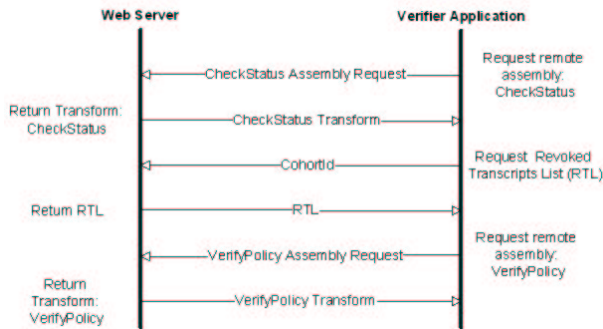 Web Server
Verifier Application
CheckStatus Assembly Request
Request remote
assembly:
CheckStatus
Return Transform:
CheckStatus
CheckStatus Transform
CohortId
Request Revoked
Transcripts List (RTL)
Return RTL
RTL
VerifyPolicy Assembly Request
Request remote
assembly:
VerifyPolicy
Return
Transform:
VerifyPolicy
VerifyPolicy Transform